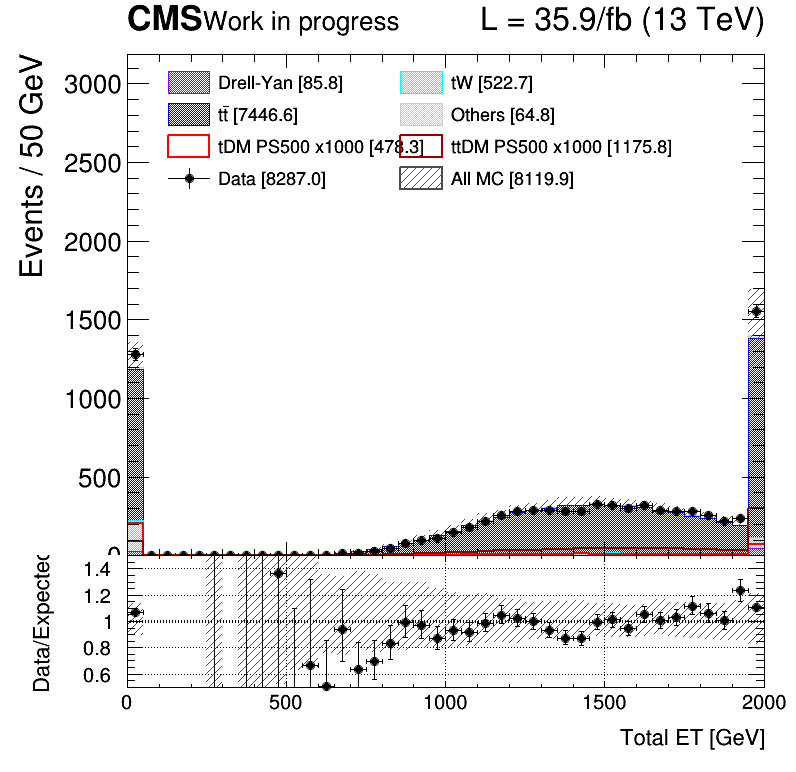 CMS Work in progress L = 35.9/fb (13 TeV)
Events / 50 GeV
3000
2500
2000
1500
1000
500
0
Drell-Yan [85.8] tW [522.7]
tt̄ [7446.6] Others [64.8]
tDM PS500 x1000 [478.3] ttDM PS500 x1000 [1175.8]
Data [8287.0] All MC [8119.9]
Data/Expected
1.4
1.2
1
0.8
0.6
0 500 1000 1500 2000
Total ET [GeV]